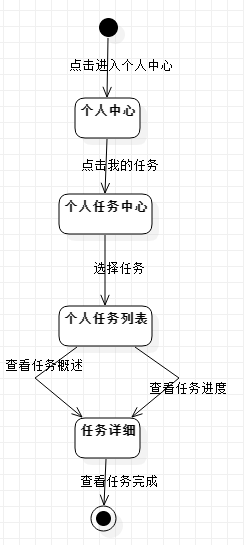 点击进入个人中心
个人中心
点击我的任务
个人任务中心
选择任务
个人任务列表
查看任务概述
查看任务进度
任务详细
查看任务完成